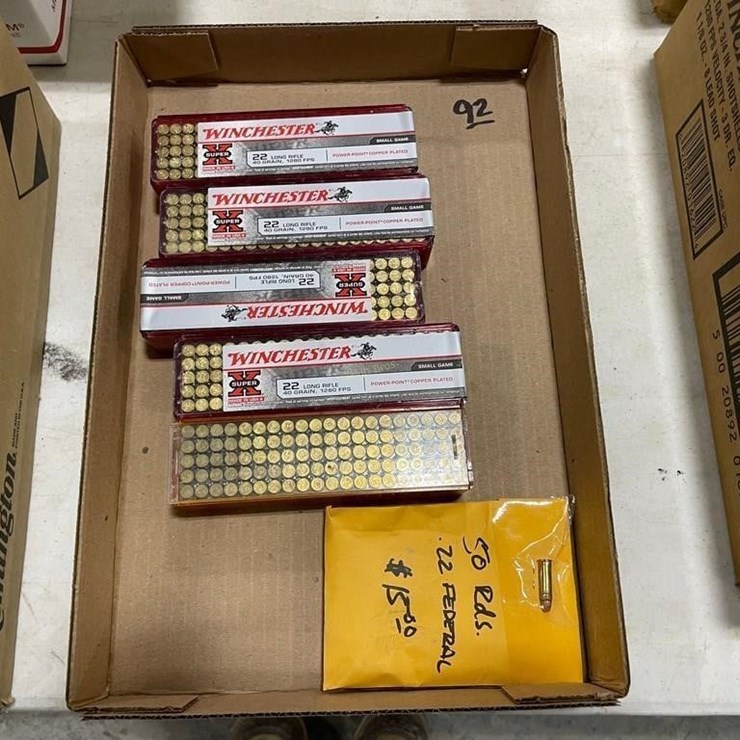 92
WINCHESTER
SMALL GAME
SUPER X
22 LONG RIFLE
40 GRAIN, 1280 FPS
POWER-POINT COPPER PLATED
WINCHESTER
SMALL GAME
SUPER X
22 LONG RIFLE
40 GRAIN, 1280 FPS
POWER-POINT COPPER PLATED
WINCHESTER
SMALL GAME
SUPER X
22 LONG RIFLE
40 GRAIN, 1280 FPS
POWER-POINT COPPER PLATED
WINCHESTER
SMALL GAME
SUPER X
22 LONG RIFLE
40 GRAIN, 1280 FPS
POWER-POINT COPPER PLATED
50 Rds.
.22 FEDERAL
$15.00
5 00 20892